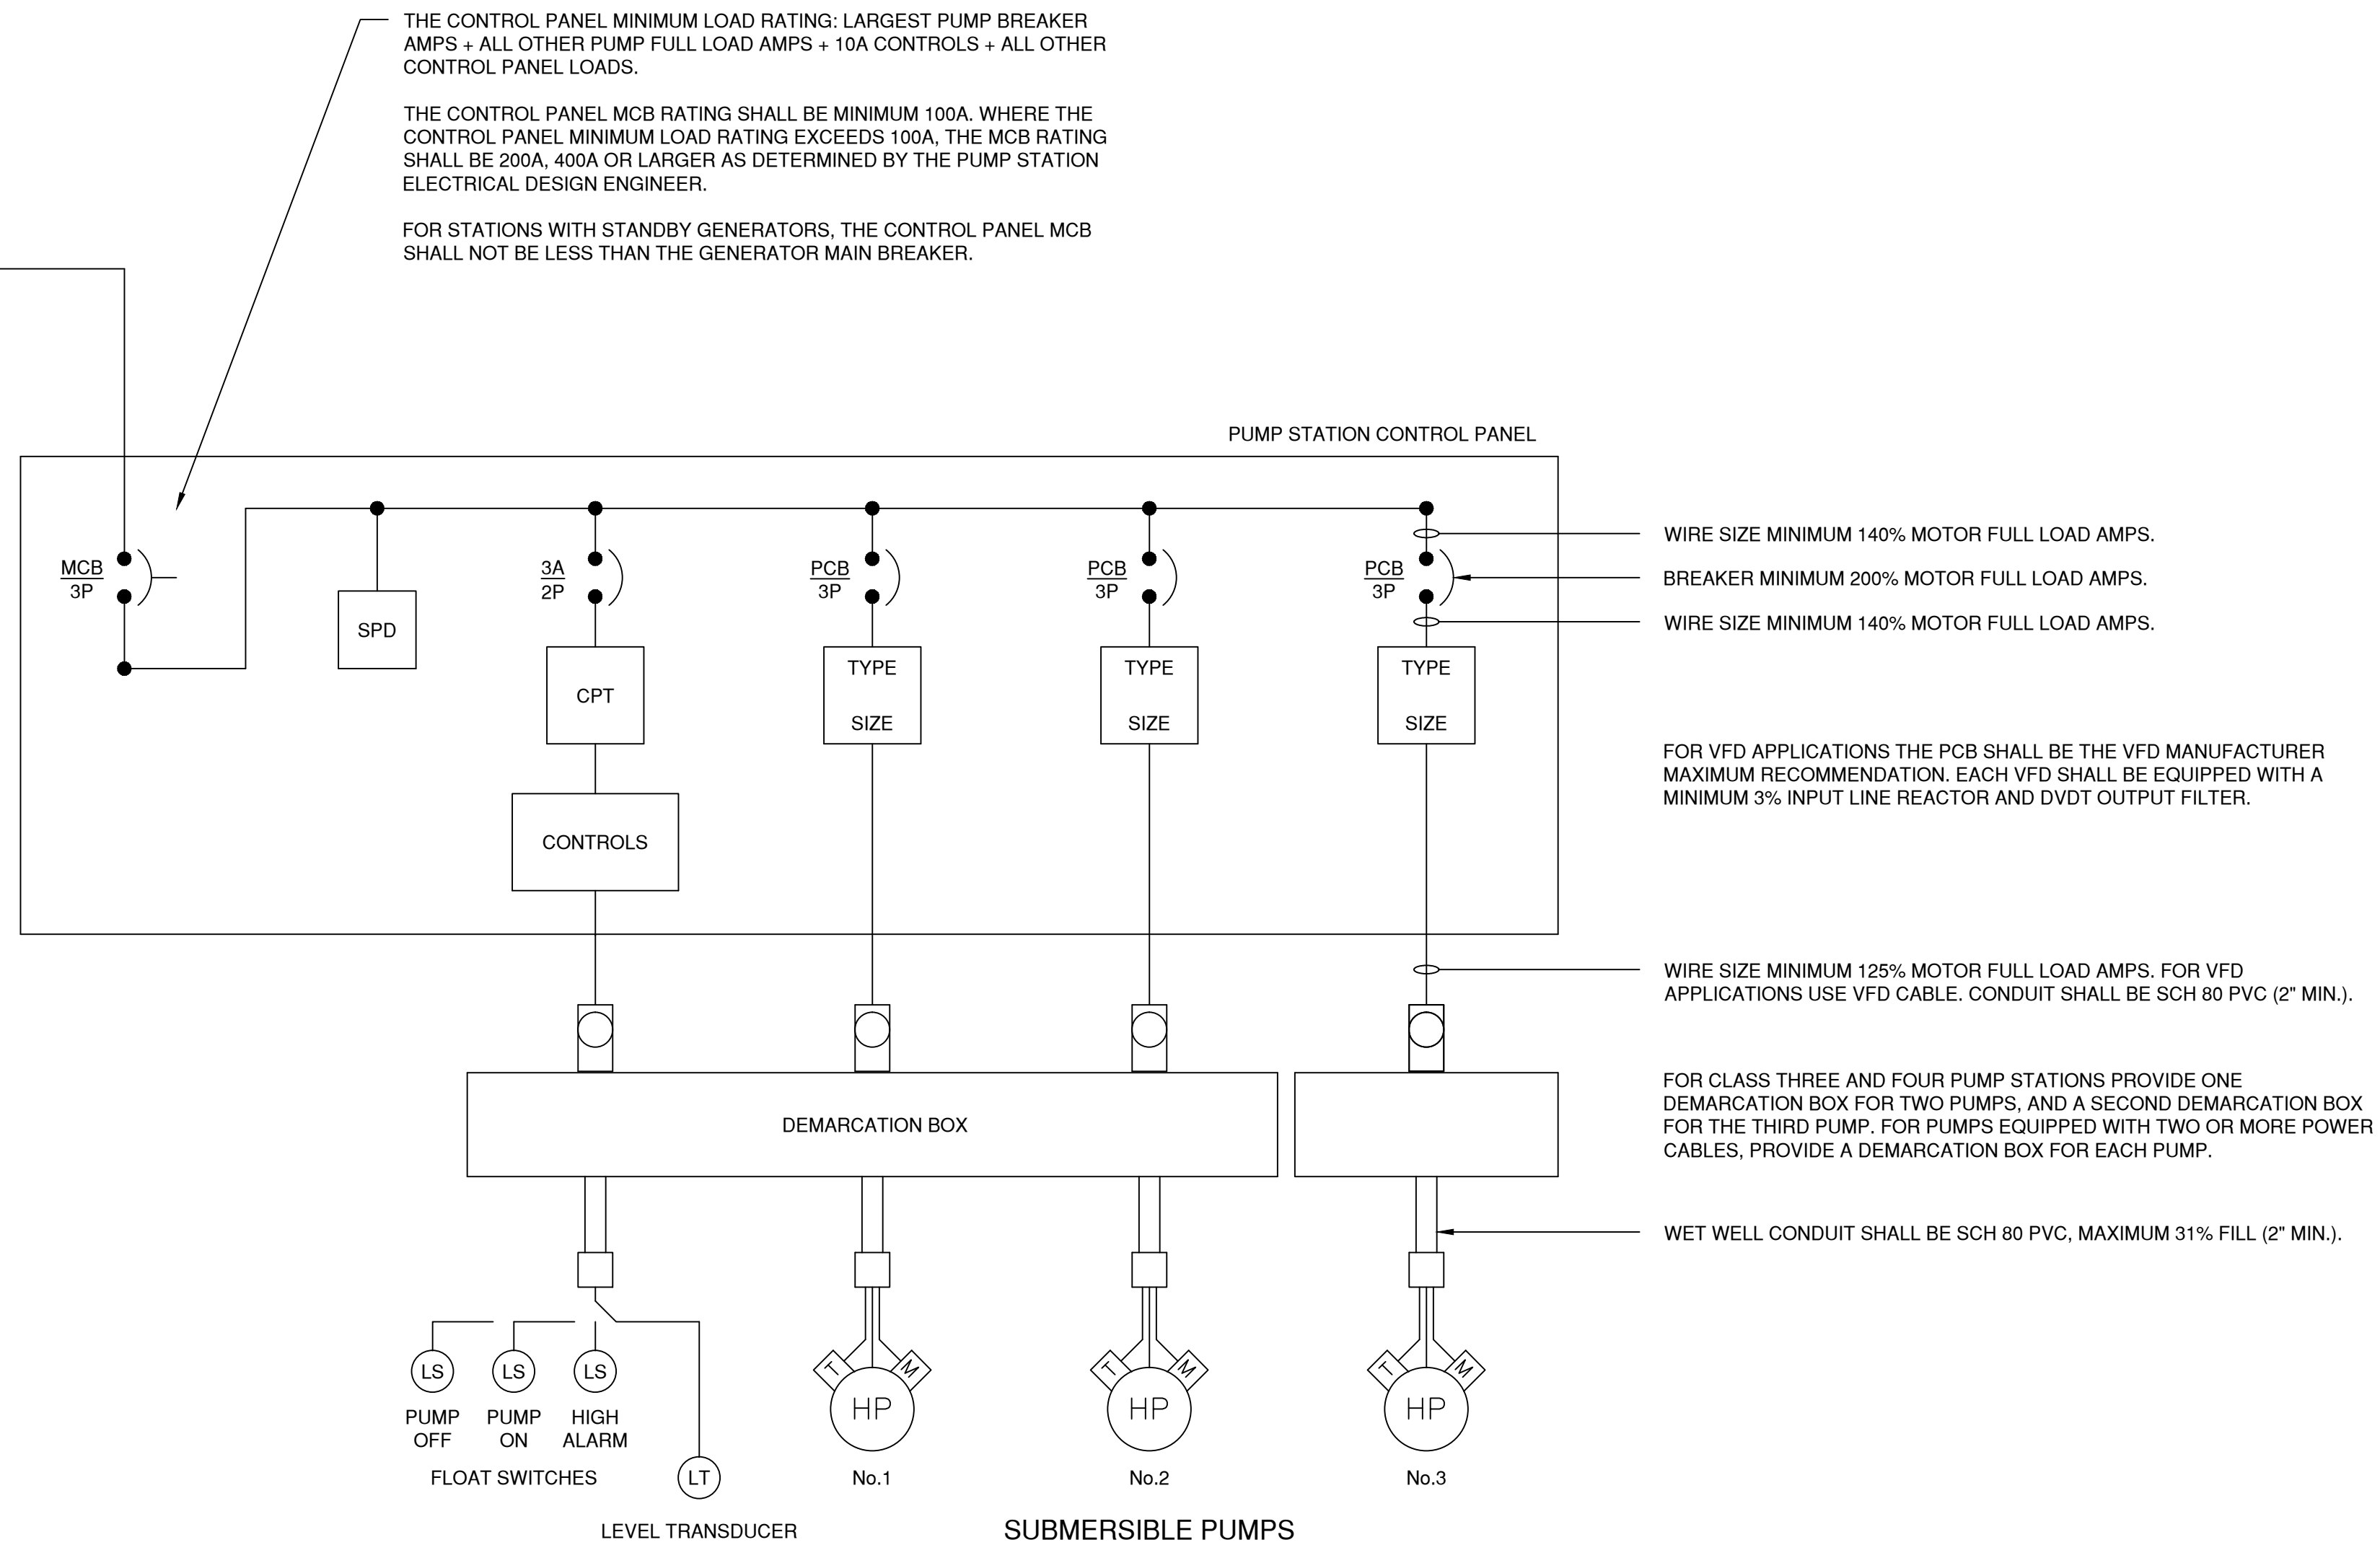 THE CONTROL PANEL MINIMUM LOAD RATING: LARGEST PUMP BREAKER
AMPS + ALL OTHER PUMP FULL LOAD AMPS + 10A CONTROLS + ALL OTHER
CONTROL PANEL LOADS.
THE CONTROL PANEL MCB RATING SHALL BE MINIMUM 100A. WHERE THE
CONTROL PANEL MINIMUM LOAD RATING EXCEEDS 100A, THE MCB RATING
SHALL BE 200A, 400A OR LARGER AS DETERMINED BY THE PUMP STATION
ELECTRICAL DESIGN ENGINEER.
FOR STATIONS WITH STANDBY GENERATORS, THE CONTROL PANEL MCB
SHALL NOT BE LESS THAN THE GENERATOR MAIN BREAKER.
PUMP STATION CONTROL PANEL
MCB
3P
SPD
3A
2P
CPT
CONTROLS
PCB
3P
TYPE
SIZE
PCB
3P
TYPE
SIZE
PCB
3P
TYPE
SIZE
WIRE SIZE MINIMUM 140% MOTOR FULL LOAD AMPS.
BREAKER MINIMUM 200% MOTOR FULL LOAD AMPS.
WIRE SIZE MINIMUM 140% MOTOR FULL LOAD AMPS.
FOR VFD APPLICATIONS THE PCB SHALL BE THE VFD MANUFACTURER
MAXIMUM RECOMMENDATION. EACH VFD SHALL BE EQUIPPED WITH A
MINIMUM 3% INPUT LINE REACTOR AND DVDT OUTPUT FILTER.
WIRE SIZE MINIMUM 125% MOTOR FULL LOAD AMPS. FOR VFD
APPLICATIONS USE VFD CABLE. CONDUIT SHALL BE SCH 80 PVC (2" MIN.).
DEMARCATION BOX
FOR CLASS THREE AND FOUR PUMP STATIONS PROVIDE ONE
DEMARCATION BOX FOR TWO PUMPS, AND A SECOND DEMARCATION BOX
FOR THE THIRD PUMP. FOR PUMPS EQUIPPED WITH TWO OR MORE POWER
CABLES, PROVIDE A DEMARCATION BOX FOR EACH PUMP.
WET WELL CONDUIT SHALL BE SCH 80 PVC, MAXIMUM 31% FILL (2" MIN.).
LS
PUMP
OFF
LS
PUMP
ON
LS
HIGH
ALARM
FLOAT SWITCHES
LT
LEVEL TRANSDUCER
T
M
HP
No.1
T
M
HP
No.2
T
M
HP
No.3
SUBMERSIBLE PUMPS